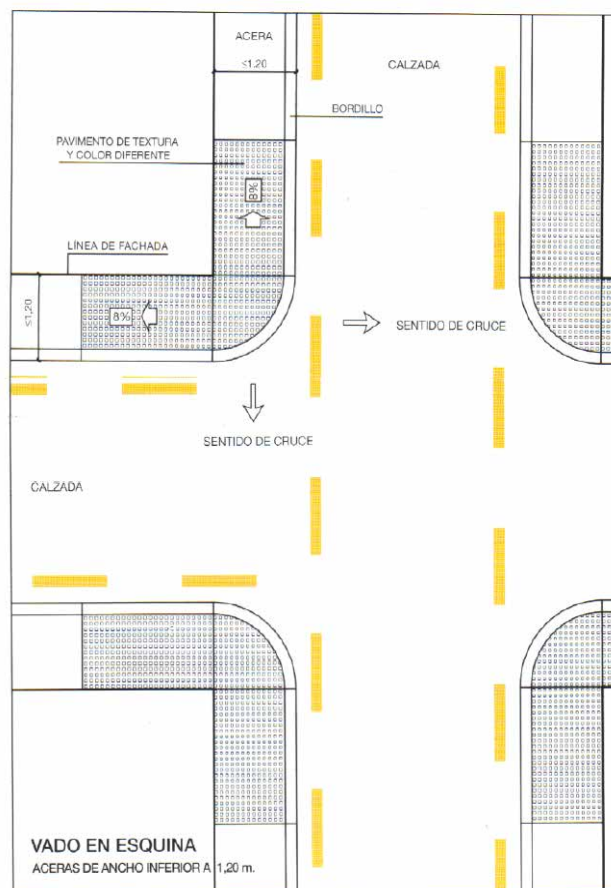 ACERA
≤1.20
CALZADA
BORDILLO
PAVIMENTO DE TEXTURA
Y COLOR DIFERENTE
8%
LÍNEA DE FACHADA
≤1,20
8%
SENTIDO DE CRUCE
SENTIDO DE CRUCE
CALZADA
VADO EN ESQUINA
ACERAS DE ANCHO INFERIOR A 1,20 m.